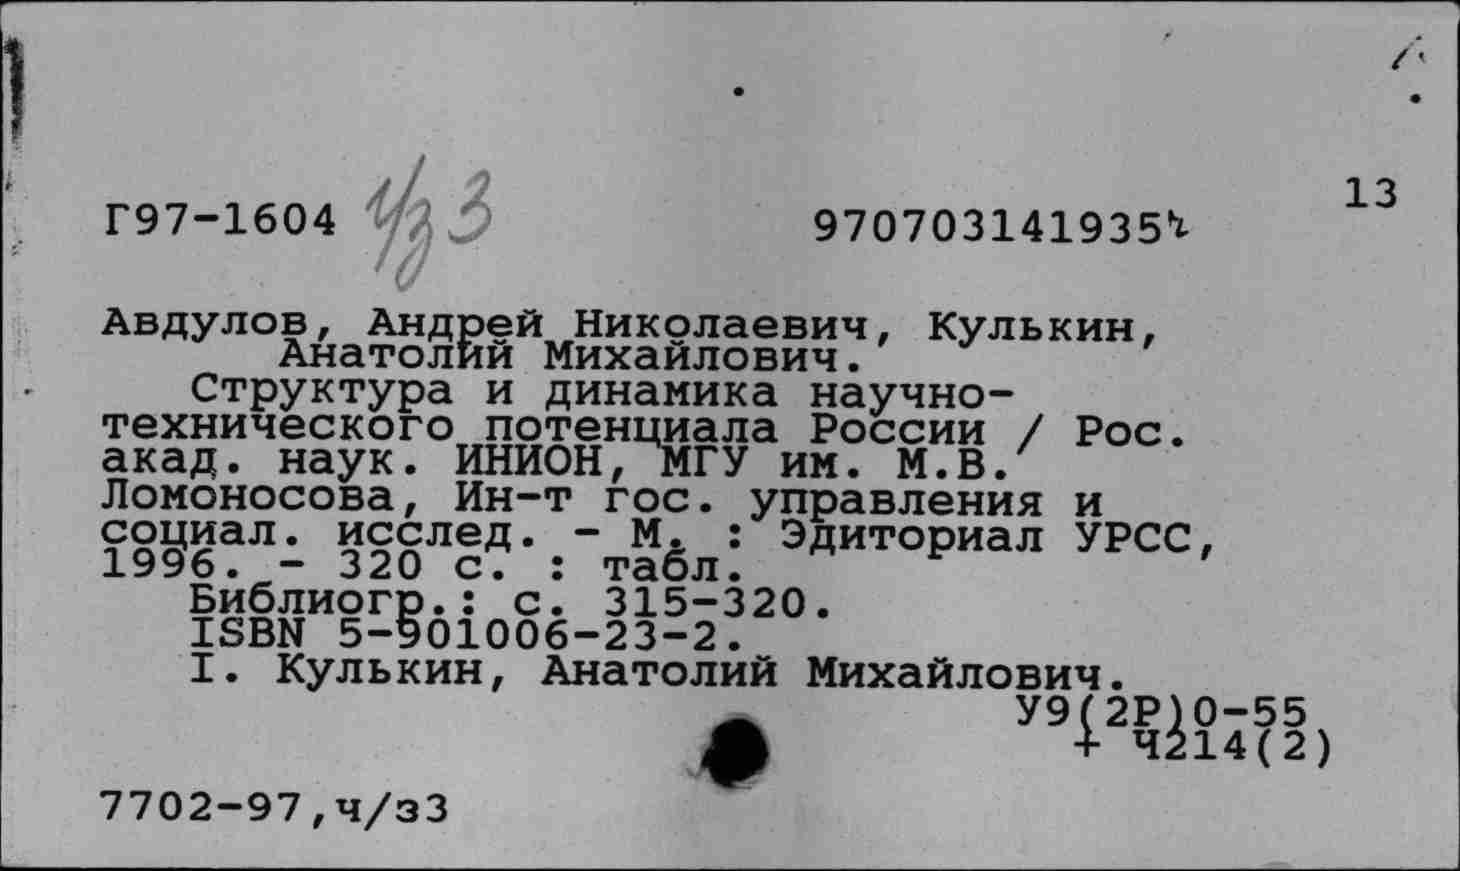 13
Г97-1604 ч/з 3 970703141935
Авдулов, Андрей Николаевич, Кулькин,
Анатолий Михайлович.
Структура и динамика научно-
технического потенциала России / Рос.
акад. наук. ИНИОН, МГУ им. М.В.
Ломоносова, Ин-т гос. управления и
социал. исслед. - М. : Эдиториал УРСС,
1996. - 320 с. : табл.
Библиогр.: с. 315-320.
ISBN 5-901006-23-2.
I. Кулькин, Анатолий Михайлович.
У9(2Р)0-55
+ Ч214(2)
7702-97,ч/з3